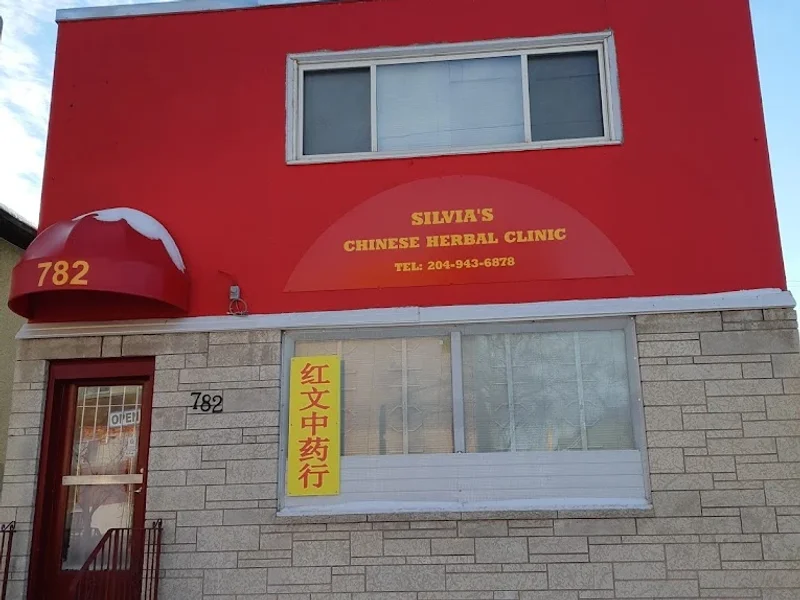 SILVIA'S
CHINESE HERBAL CLINIC
TEL: 204-943-6878
782
782
OPEN
红文中药行